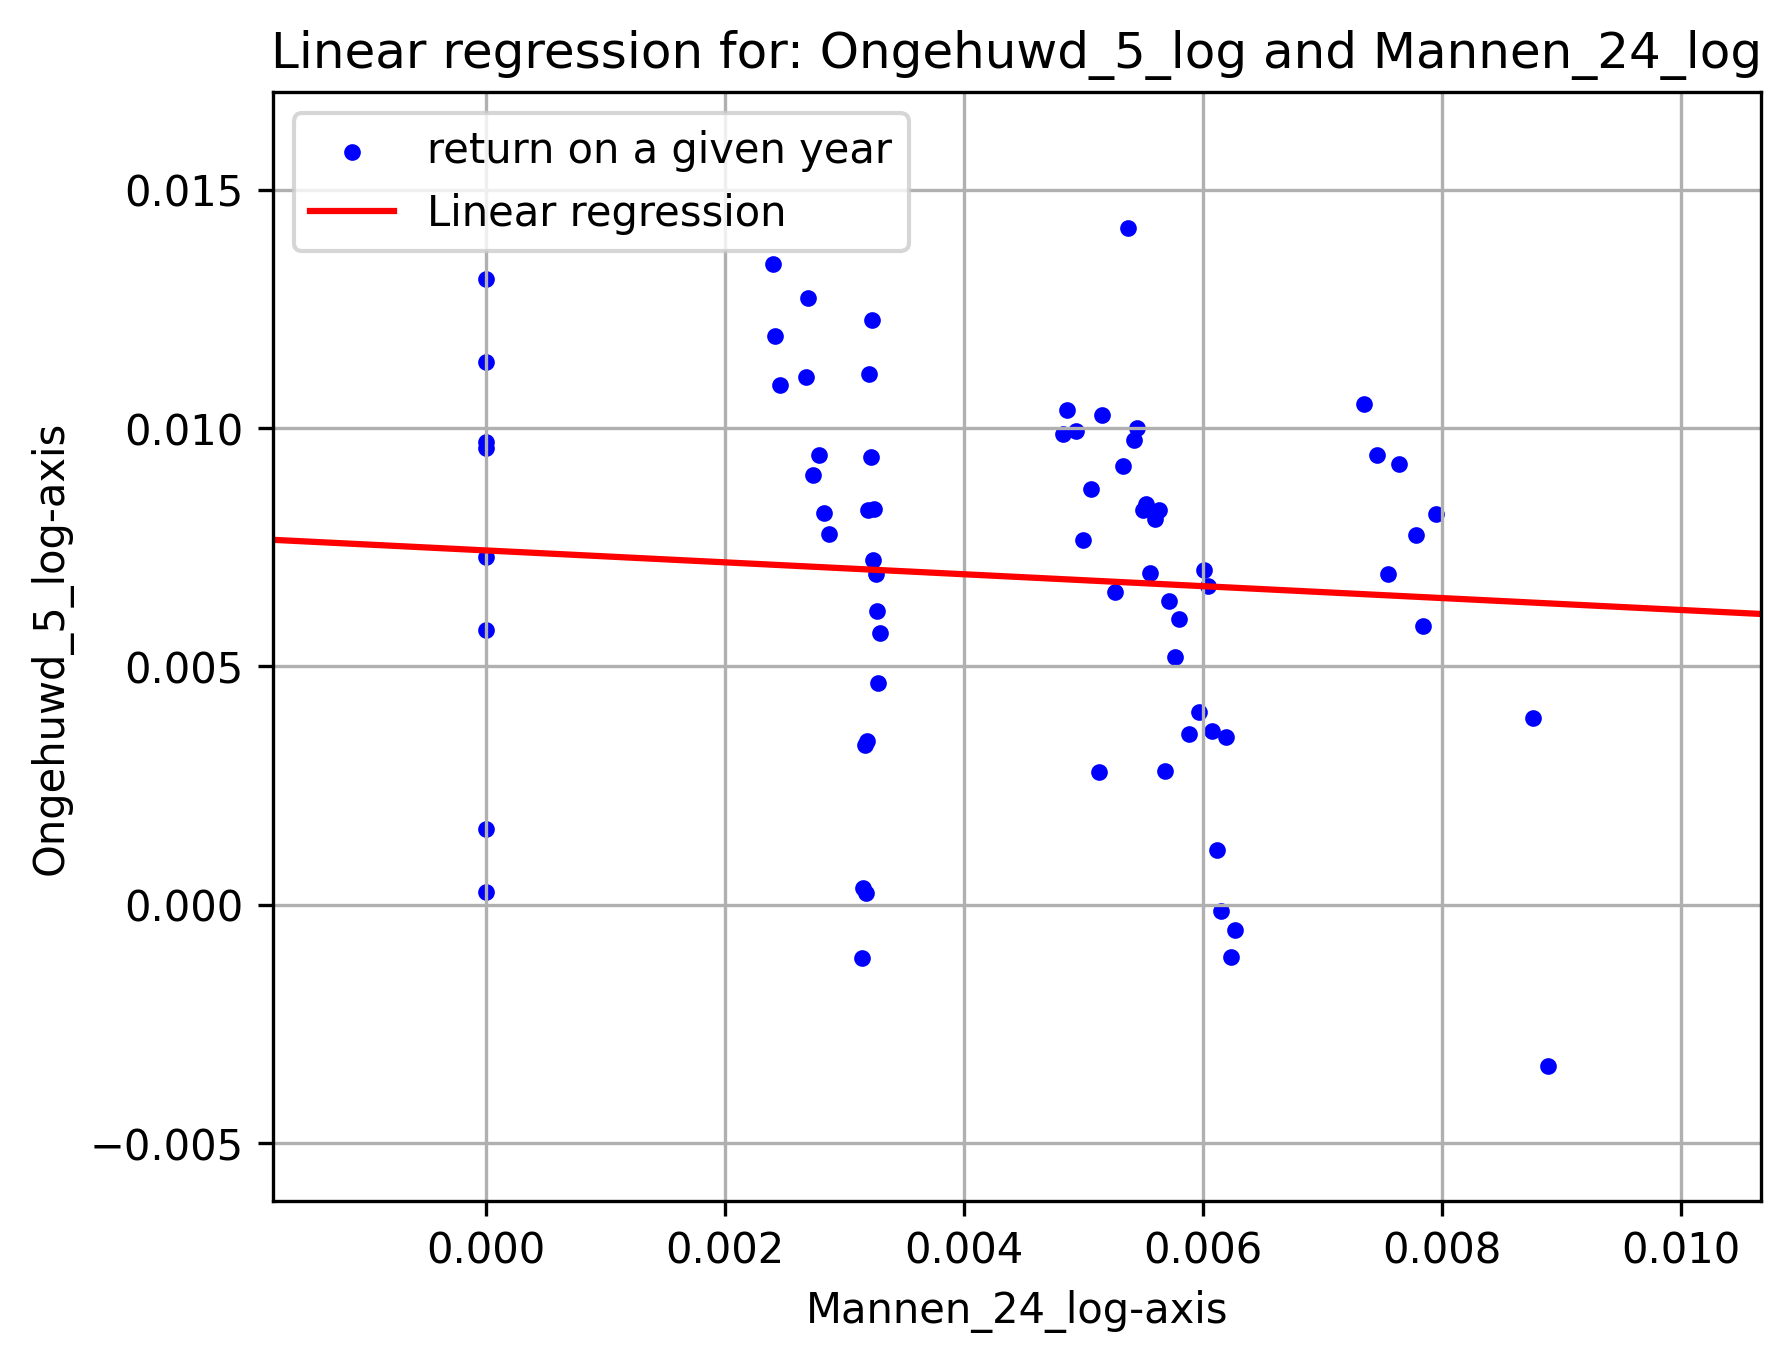 Linear regression for: Ongehuwd_5_log and Mannen_24_log
return on a given year
Linear regression
0.015
0.010
0.005
0.000
−0.005
Ongehuwd_5_log-axis
0.000 0.002 0.004 0.006 0.008 0.010
Mannen_24_log-axis